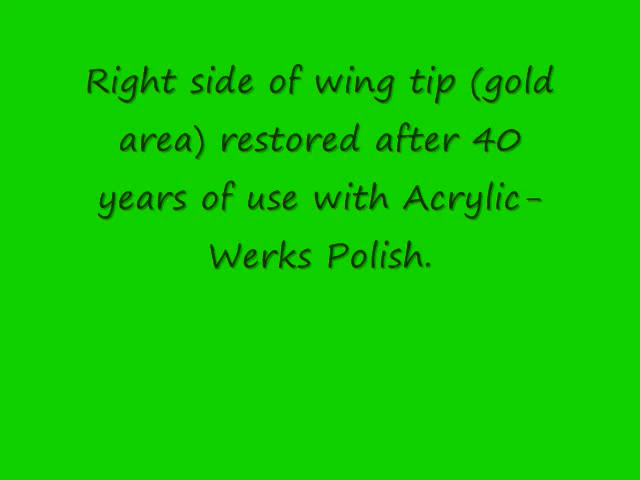 Right side of wing tip (gold
area) restored after 40
years of use with Acrylic-
Werks Polish.